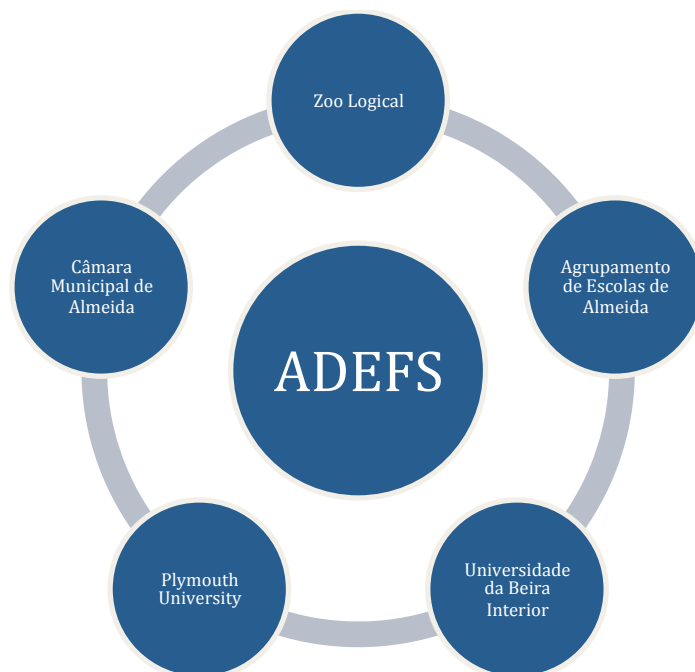 Zoo Logical
Câmara
Municipal de
Almeida
Agrupamento
de Escolas de
Almeida
ADEFS
Plymouth
University
Universidade
da Beira
Interior